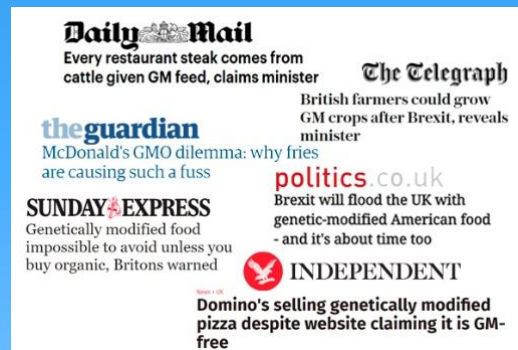 Daily Mail
Every restaurant steak comes from
cattle given GM feed, claims minister
The Telegraph
British farmers could grow
GM crops after Brexit, reveals
minister
theguardian
McDonald's GMO dilemma: why fries
are causing such a fuss
politics.co.uk
Brexit will flood the UK with
genetic-modified American food
- and it's about time too
SUNDAY EXPRESS
Genetically modified food
impossible to avoid unless you
buy organic, Britons warned
INDEPENDENT
News > UK
Domino's selling genetically modified
pizza despite website claiming it is GM-
free